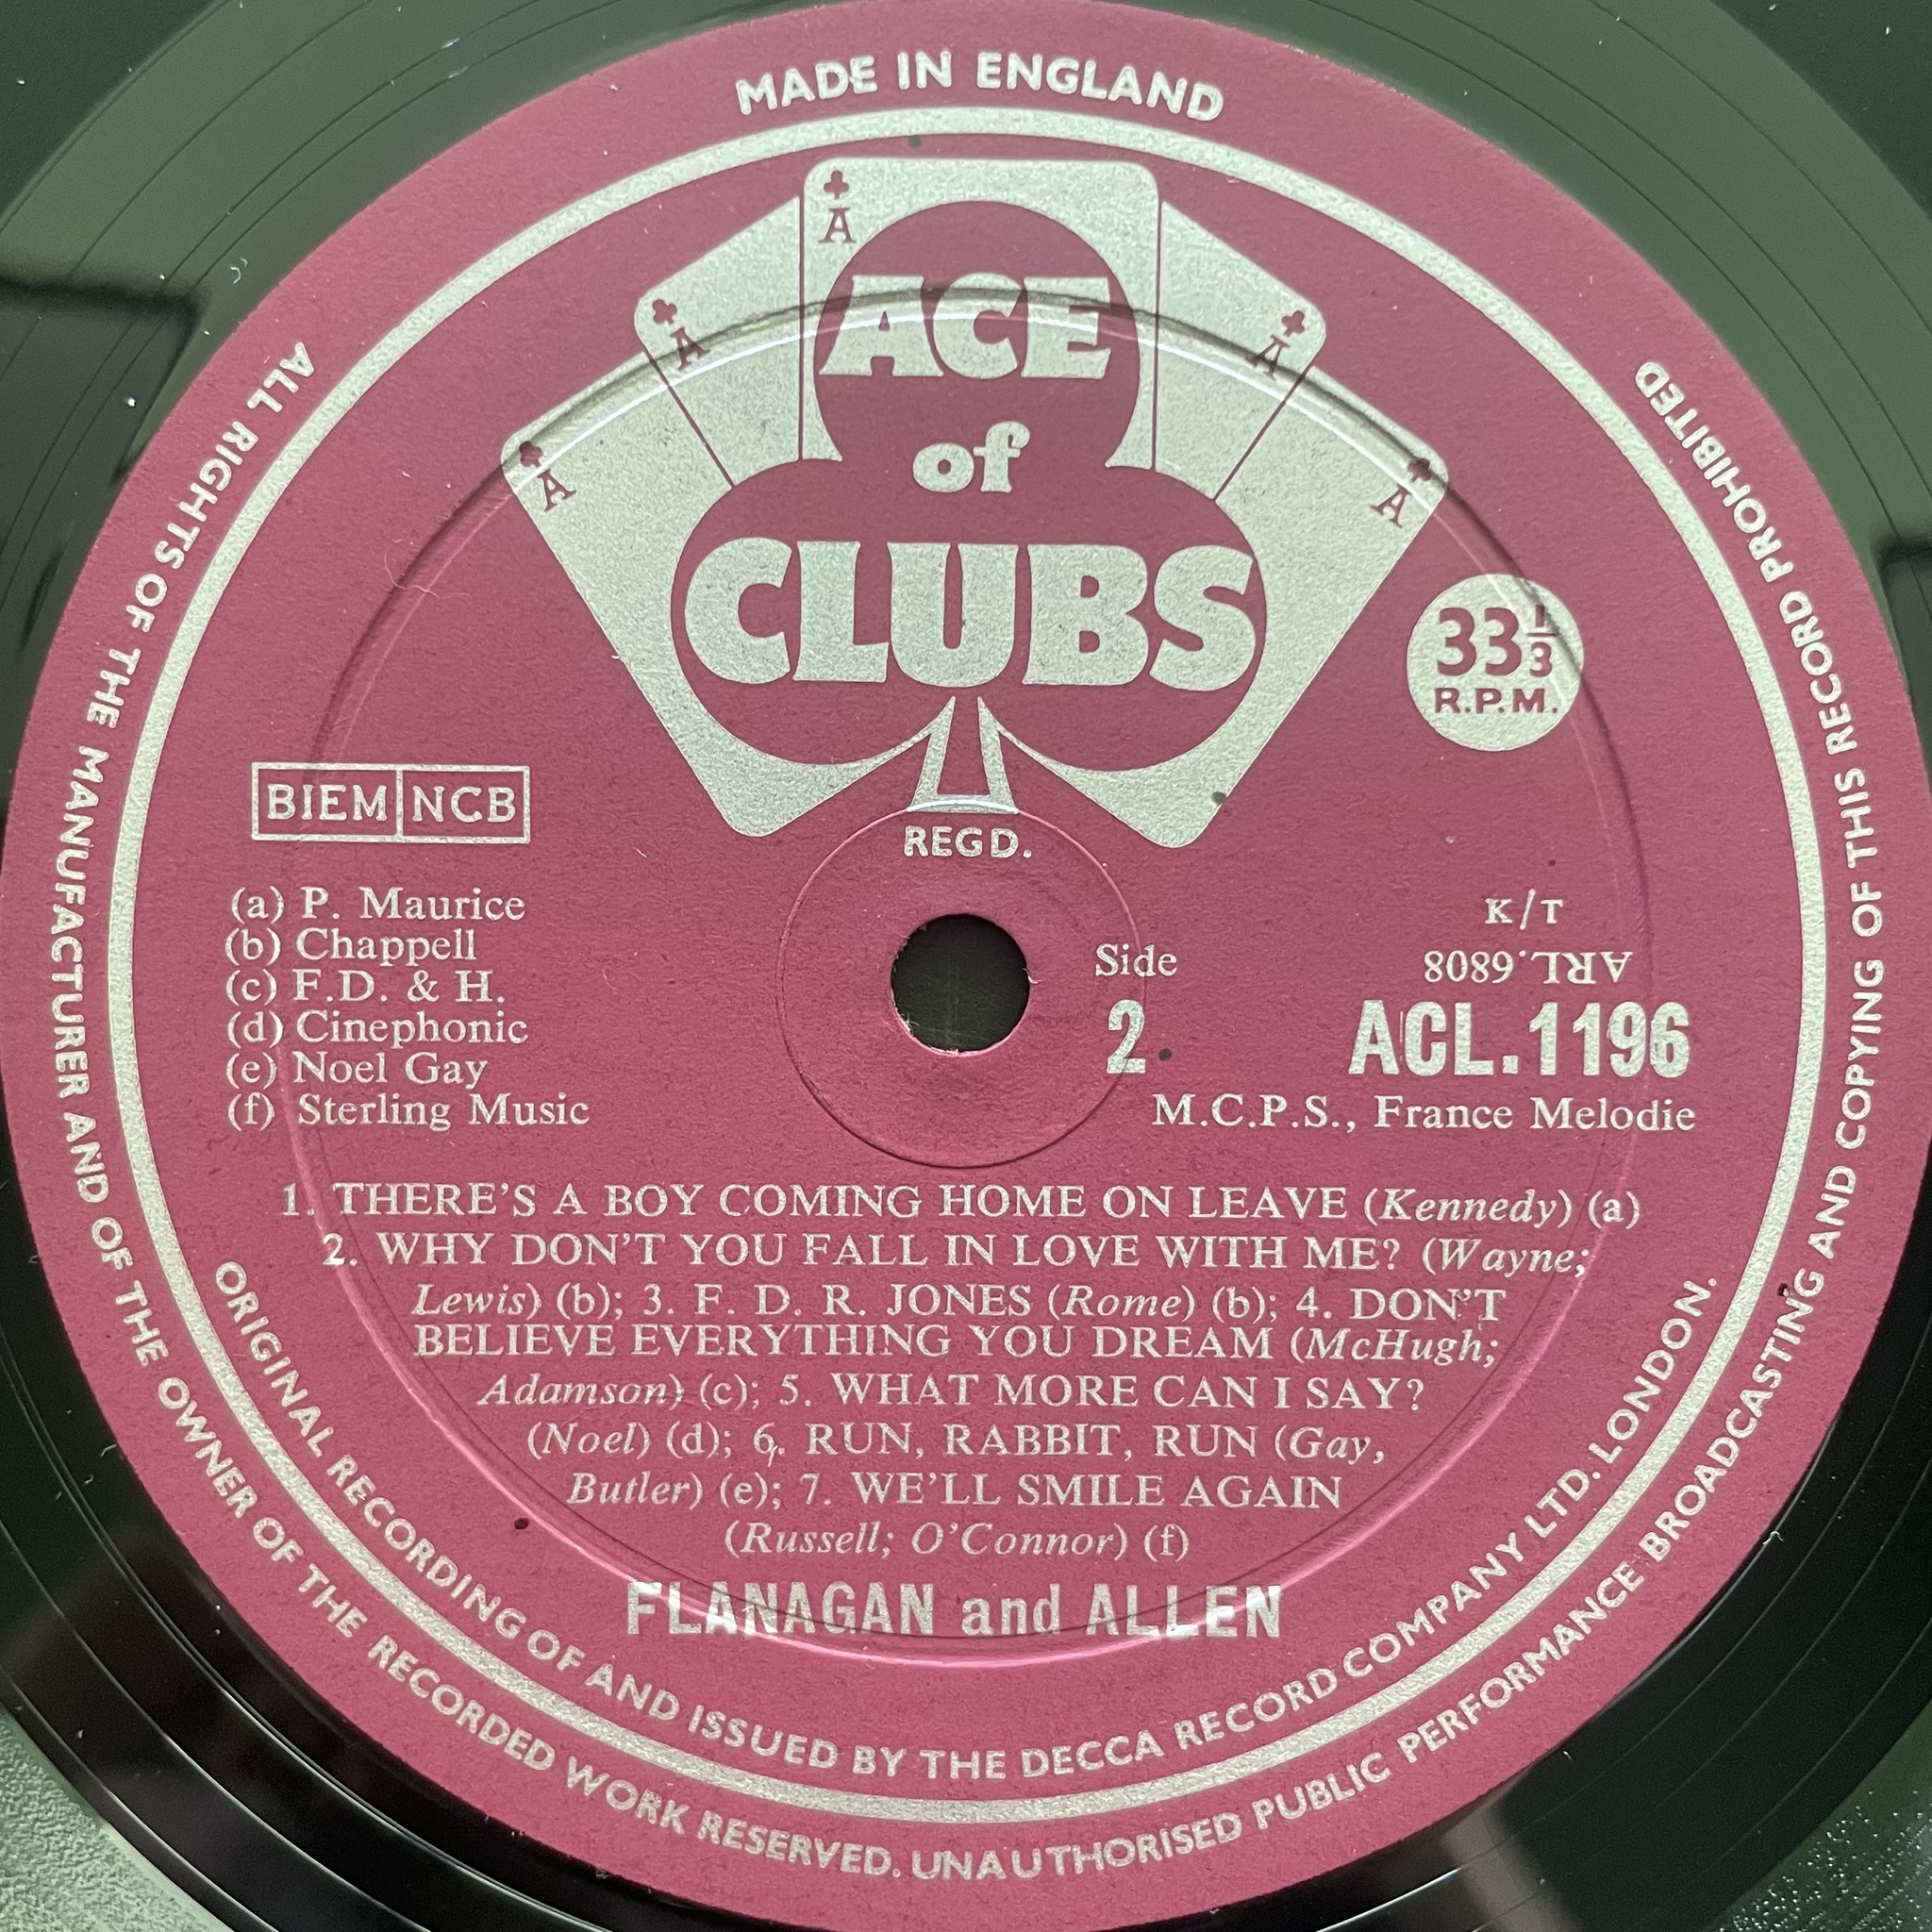 MADE IN ENGLAND
A
A
A
A
A
ACE
of
CLUBS
REGD.
33⅓
R.P.M.
BIEM NCB
(a) P. Maurice
(b) Chappell
(c) F.D. & H.
(d) Cinephonic
(e) Noel Gay
(f) Sterling Music
Side
2
K/T
ARL.6808
ACL.1196
M.C.P.S., France Melodie
1. THERE'S A BOY COMING HOME ON LEAVE (Kennedy) (a)
2. WHY DON'T YOU FALL IN LOVE WITH ME? (Wayne;
Lewis) (b); 3. F. D. R. JONES (Rome) (b); 4. DON'T
BELIEVE EVERYTHING YOU DREAM (McHugh;
Adamson) (c); 5. WHAT MORE CAN I SAY?
(Noel) (d); 6. RUN, RABBIT, RUN (Gay,
Butler) (e); 7. WE'LL SMILE AGAIN
(Russell; O'Connor) (f)
FLANAGAN and ALLEN
ORIGINAL RECORDING OF AND ISSUED BY THE DECCA RECORD COMPANY LTD. LONDON.
ALL RIGHTS OF THE MANUFACTURER AND OF THE OWNER OF THE RECORDED WORK RESERVED. UNAUTHORISED PUBLIC PERFORMANCE BROADCASTING AND COPYING OF THIS RECORD PROHIBITED